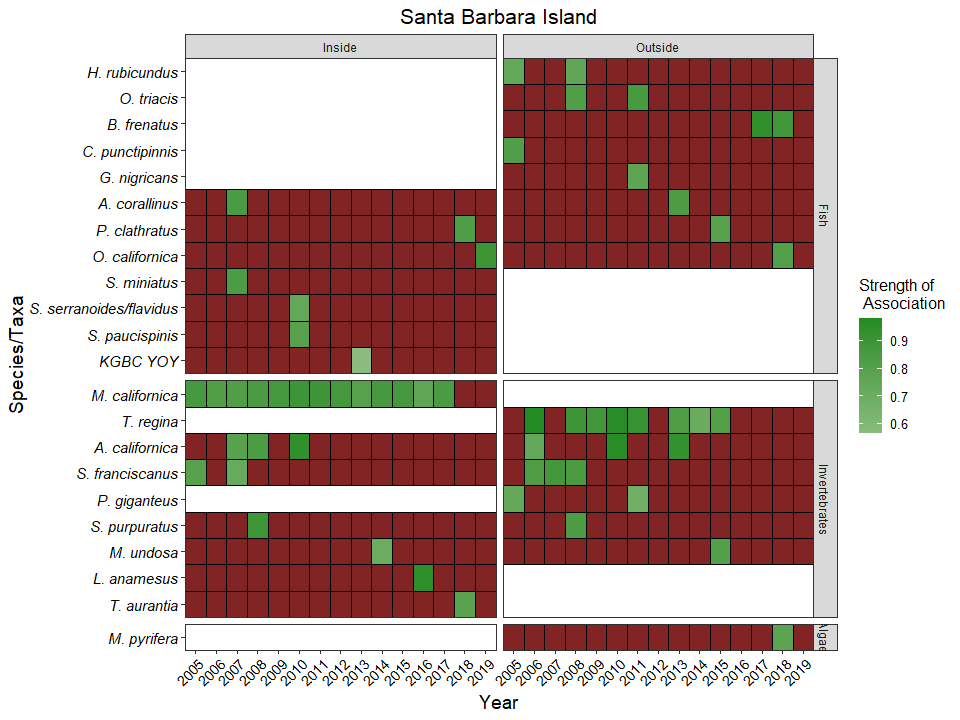 Santa Barbara Island
Inside
Outside
H. rubicundus
O. triacis
B. frenatus
C. punctipinnis
G. nigricans
A. corallinus
P. clathratus
O. californica
S. miniatus
S. serranoides/flavidus
S. paucispinis
KGBC YOY
Fish
M. californica
T. regina
A. californica
S. franciscanus
P. giganteus
S. purpuratus
M. undosa
L. anamesus
T. aurantia
Invertebrates
M. pyrifera
Algae
Species/Taxa
2005 2006 2007 2008 2009 2010 2011 2012 2013 2014 2015 2016 2017 2018 2019
2005 2006 2007 2008 2009 2010 2011 2012 2013 2014 2015 2016 2017 2018 2019
Year
Strength of
Association
0.9
0.8
0.7
0.6